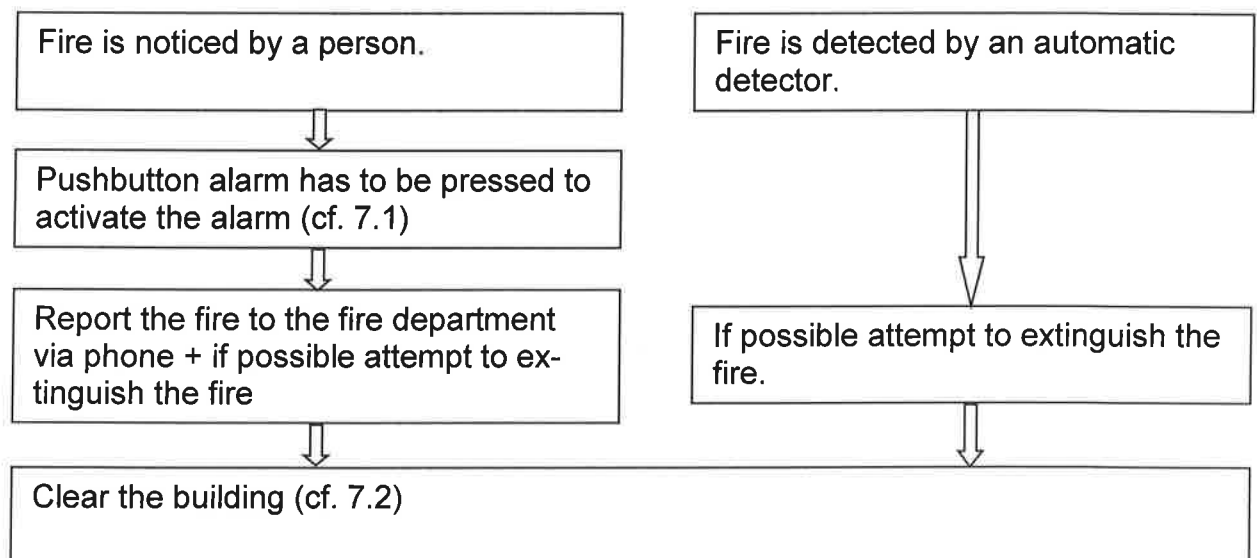 Fire is noticed by a person.
Pushbutton alarm has to be pressed to
activate the alarm (cf. 7.1)
Report the fire to the fire department
via phone + if possible attempt to ex-
tinguish the fire
Fire is detected by an automatic
detector.
If possible attempt to extinguish the
fire.
Clear the building (cf. 7.2)